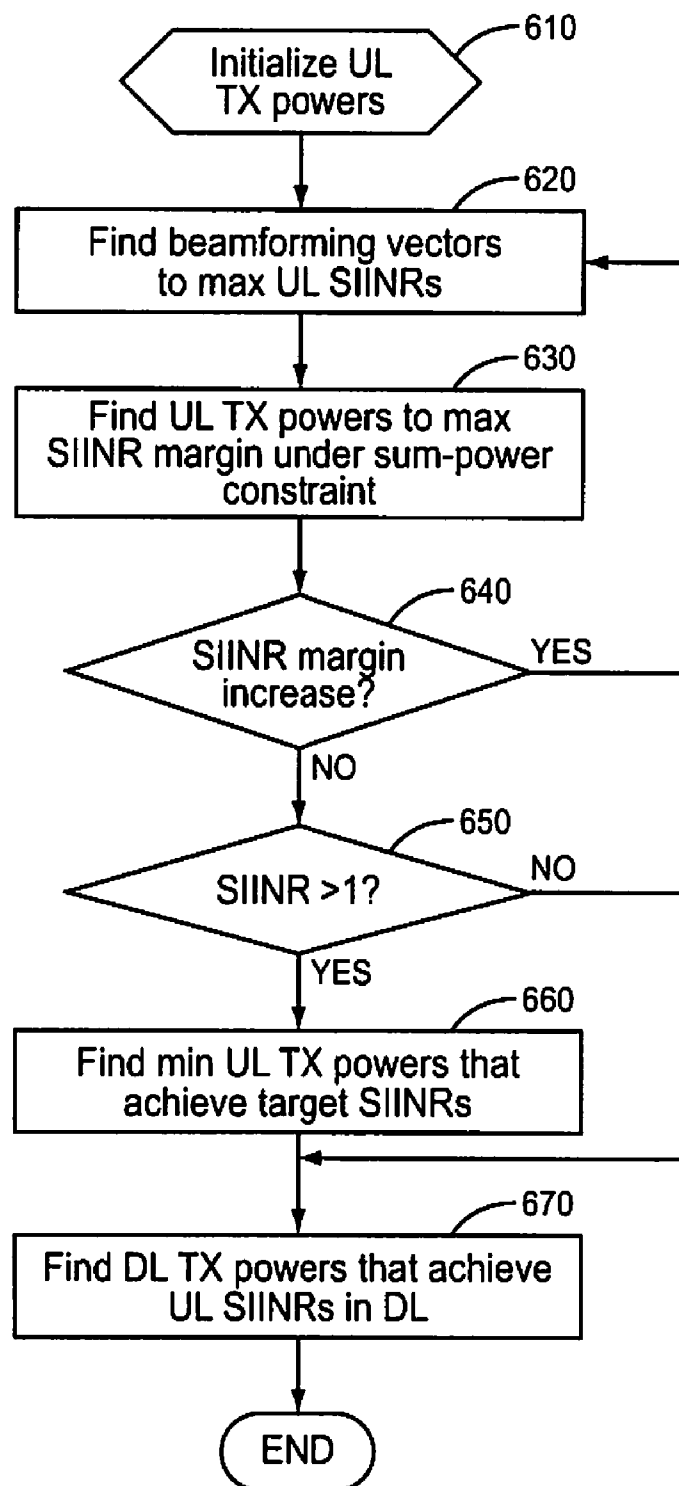 610
Initialize UL
TX powers
620
Find beamforming vectors
to max UL SIINRs
630
Find UL TX powers to max
SIINR margin under sum-power
constraint
640
SIINR margin
increase?
YES
NO
650
SIINR >1?
NO
YES
660
Find min UL TX powers that
achieve target SIINRs
670
Find DL TX powers that achieve
UL SIINRs in DL
END